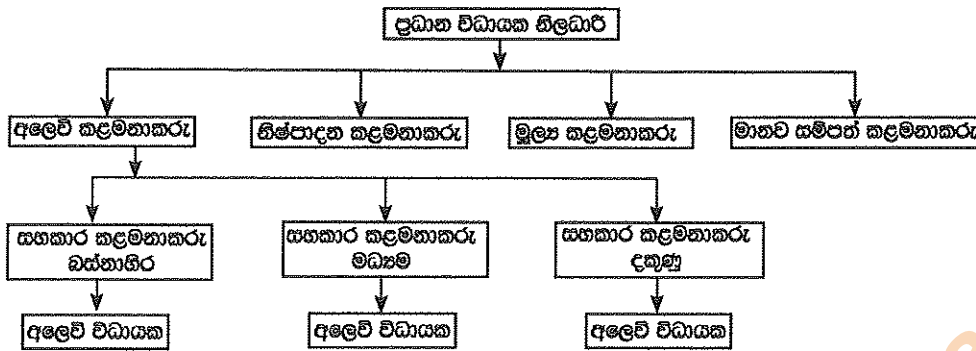 ප්‍රධාන විධායක නිලධාරී
අලෙවි කළමනාකරු
නිෂ්පාදන කළමනාකරු
මූල්‍ය කළමනාකරු
මානව සම්පත් කළමනාකරු
සහකාර කළමනාකරු
බස්නාහිර
සහකාර කළමනාකරු
මධ්‍යම
සහකාර කළමනාකරු
දකුණු
අලෙවි විධායක
අලෙවි විධායක
අලෙවි විධායක